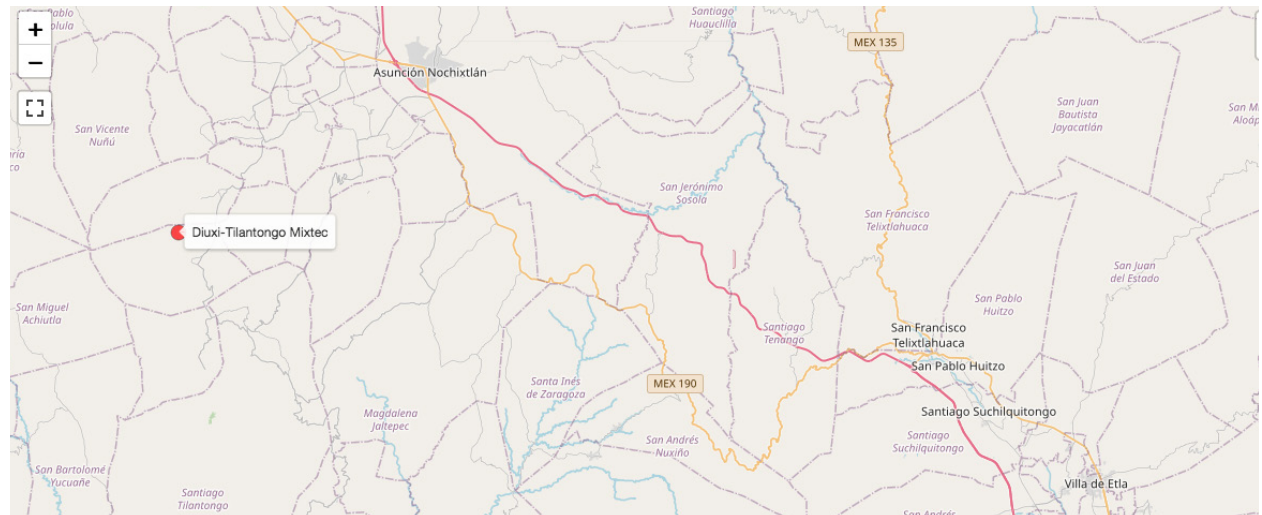 +
−
San Pablo
Santiago
Huauclilla
MEX 135
Asunción Nochixtlán
San Vicente
Nuñú
San Juan
Bautista
Jayacatlán
San Jerónimo
Sosola
San Francisco
Telixtlahuaca
Diuxi-Tilantongo Mixtec
San Juan
del Estado
San Miguel
Achiutla
San Pablo
Huitzo
Santiago
Tenango
San Francisco
Telixtlahuaca
San Pablo Huitzo
MEX 190
Santa Inés
de Zaragoza
Magdalena
Jaltepec
Santiago Suchilquitongo
San Andrés
Nuxiño
Santiago
Suchilquitongo
San Bartolomé
Yucuañe
Villa de Etla
Santiago
Tilantongo
San Andrés